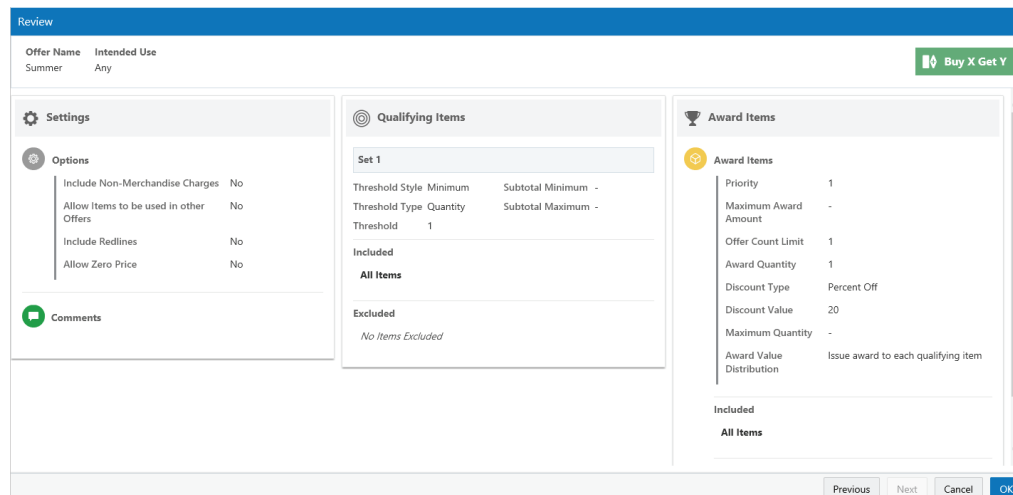 Review
Offer Name Intended Use
Summer Any
Buy X Get Y
Settings
Options
Include Non-Merchandise Charges No
Allow Items to be used in other No
Offers
Include Redlines No
Allow Zero Price No
Comments
Qualifying Items
Set 1
Threshold Style Minimum Subtotal Minimum -
Threshold Type Quantity Subtotal Maximum -
Threshold 1
Included
All Items
Excluded
No Items Excluded
Award Items
Award Items
Priority 1
Maximum Award -
Amount
Offer Count Limit 1
Award Quantity 1
Discount Type Percent Off
Discount Value 20
Maximum Quantity -
Award Value Issue award to each qualifying item
Distribution
Included
All Items
Previous Next Cancel OK